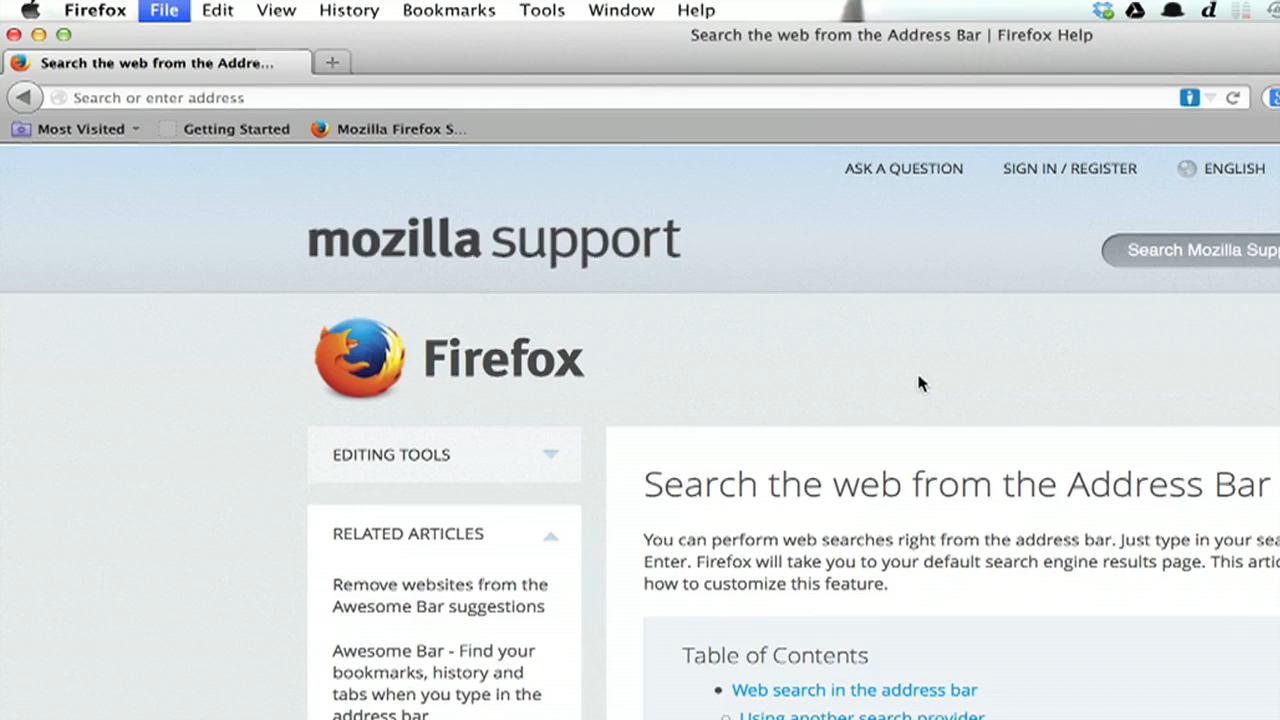 Firefox File Edit View History Bookmarks Tools Window Help
Search the web from the Address Bar | Firefox Help
Search the web from the Addre...
Search or enter address
Most Visited Getting Started Mozilla Firefox S...
ASK A QUESTION SIGN IN / REGISTER ENGLISH
mozilla support
Search Mozilla Supp
Firefox
EDITING TOOLS
RELATED ARTICLES
Remove websites from the
Awesome Bar suggestions
Awesome Bar - Find your
bookmarks, history and
tabs when you type in the
address bar
Search the web from the Address Bar
You can perform web searches right from the address bar. Just type in your sea
Enter. Firefox will take you to your default search engine results page. This artic
how to customize this feature.
Table of Contents
Web search in the address bar
Using another search provider